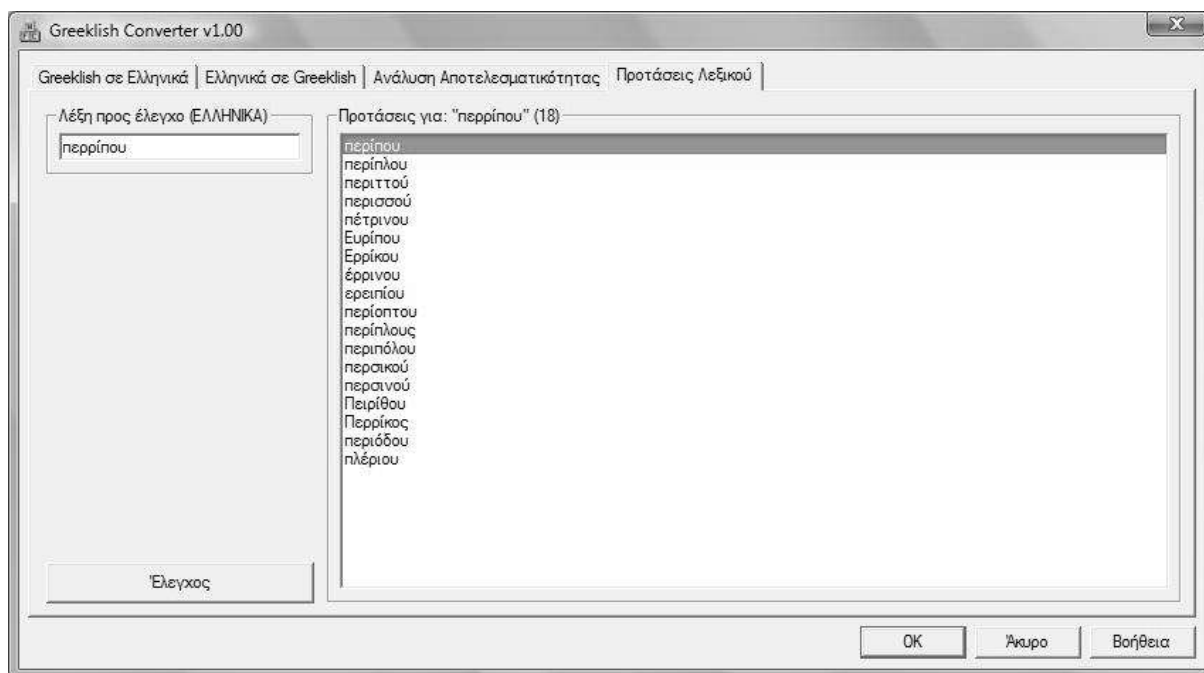 Greeklish Converter v1.00
Greeklish σε Ελληνικά Ελληνικά σε Greeklish Ανάλυση Αποτελεσματικότητας Προτάσεις Λεξικού
Λέξη προς έλεγχο (ΕΛΛΗΝΙΚΑ)
περρίπου
Προτάσεις για: "περρίπου" (18)
περίπου
περίπλου
περιττού
περισσού
πέτρινου
Ευρίπου
Ερρίκου
έρρινου
ερειπίου
περίοπτου
περίπλους
περιπόλου
περσικού
περσινού
Πειρίθου
Περρίκος
περιόδου
πλέριου
Έλεγχος
OK Άκυρο Βοήθεια